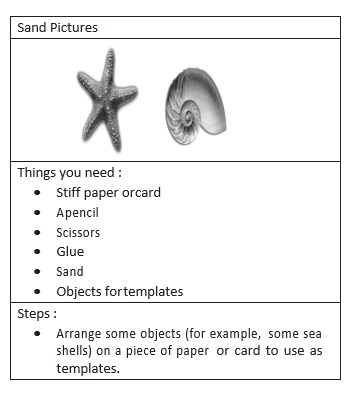 Sand Pictures
Things you need :
• Stiff paper orcard
• Apencil
• Scissors
• Glue
• Sand
• Objects fortemplates
Steps :
• Arrange some objects (for example, some sea
shells) on a piece of paper or card to use as
templates.